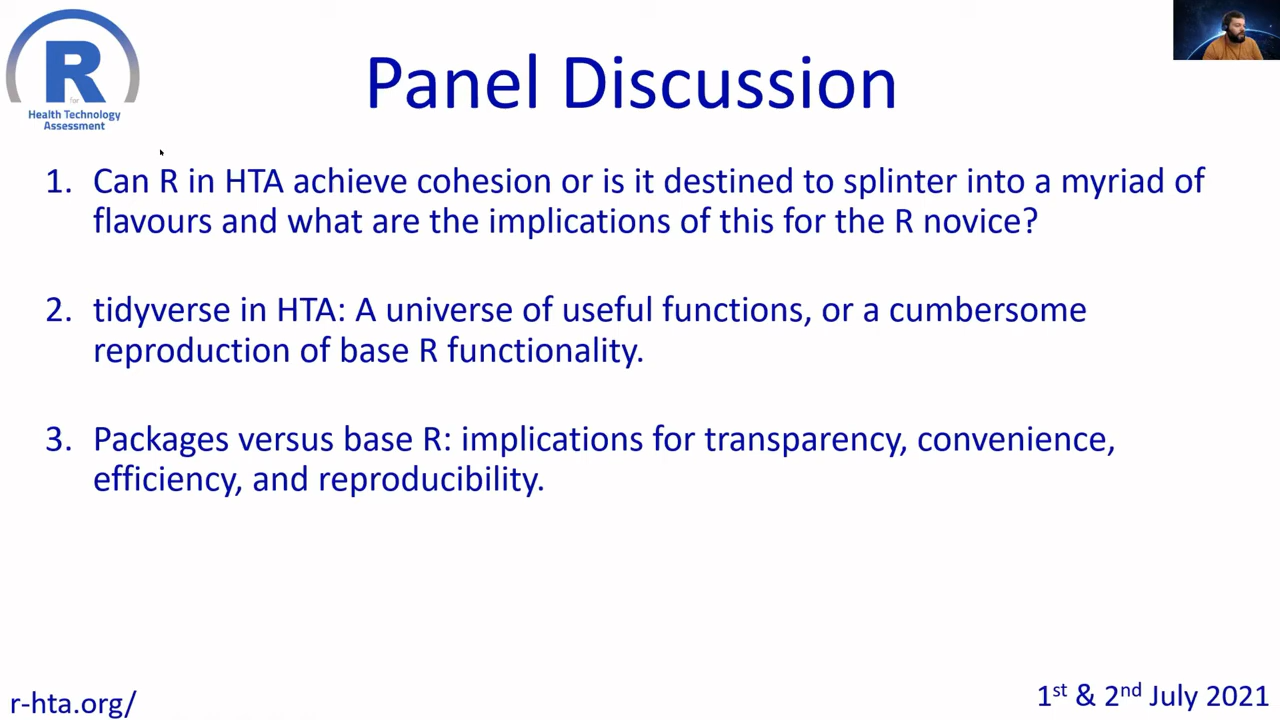 R
for
Health Technology
Assessment
Panel Discussion
1. Can R in HTA achieve cohesion or is it destined to splinter into a myriad of
flavours and what are the implications of this for the R novice?
2. tidyverse in HTA: A universe of useful functions, or a cumbersome
reproduction of base R functionality.
3. Packages versus base R: implications for transparency, convenience,
efficiency, and reproducibility.
r-hta.org/
1st & 2nd July 2021